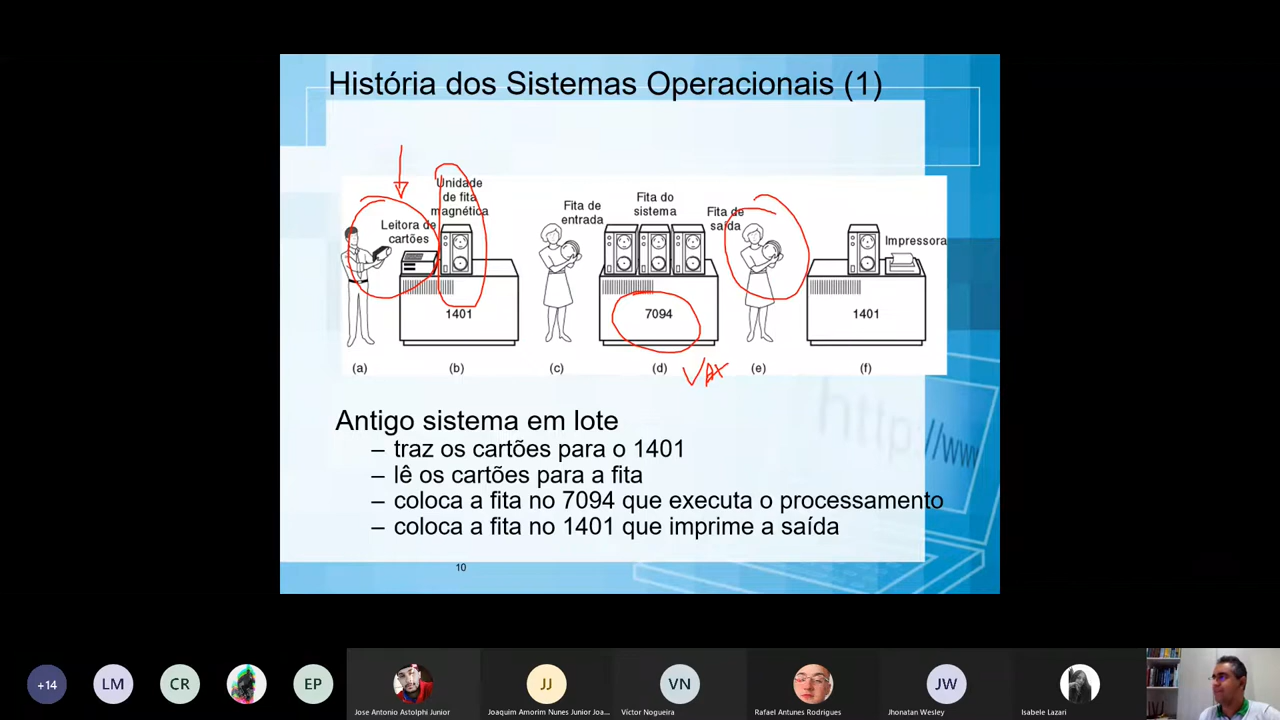 História dos Sistemas Operacionais (1)
Unidade
de fita
magnética
Leitora de
cartões
Fita de
entrada
Fita do
sistema
Fita de
saída
Impressora
1401
7094
1401
(a)
(b)
(c)
(d)
VAX
(e)
(f)
Antigo sistema em lote
– traz os cartões para o 1401
– lê os cartões para a fita
– coloca a fita no 7094 que executa o processamento
– coloca a fita no 1401 que imprime a saída
http://www
10
+14
LM
CR
EP
Jose Antonio Astolphi Junior
JJ
Joaquim Amorim Nunes Junior Joa...
VN
Víctor Nogueira
Rafael Antunes Rodrigues
JW
Jhonatan Wesley
Isabele Lazari